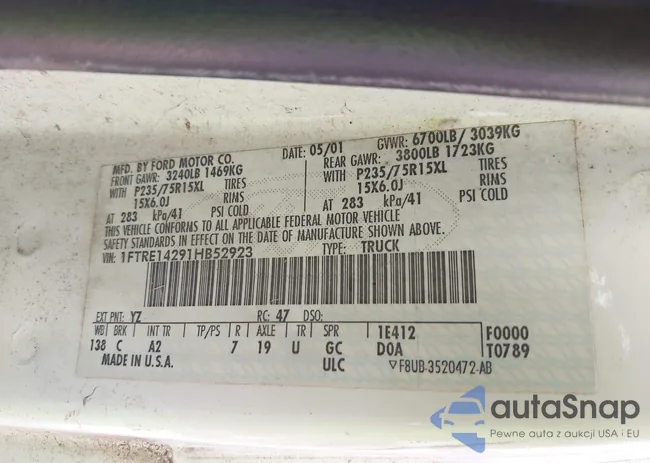 MFD. BY FORD MOTOR CO. DATE: 05/01 GVWR: 6700LB/ 3039KG
FRONT GAWR: 3240LB 1469KG REAR GAWR: 3800LB 1723KG
WITH P235/75R15XL TIRES WITH P235/75R15XL TIRES
15X6.0J RIMS 15X6.0J RIMS
AT 283 kPa/41 PSI COLD AT 283 kPa/41 PSI COLD
THIS VEHICLE CONFORMS TO ALL APPLICABLE FEDERAL MOTOR VEHICLE
SAFETY STANDARDS IN EFFECT ON THE DATE OF MANUFACTURE SHOWN ABOVE.
VIN: 1FTRE14291HB52923 TYPE: TRUCK
EXT PNT: YZ RC: 47 DSO:
WB BRK INT TR TP/PS R AXLE TR SPR 1E412 F0000
138 C A2 7 19 U GC DOA T0789
MADE IN U.S.A. ULC F8UB-3520472-AB
autaSnap
Pewne auta z aukcji USA i EU